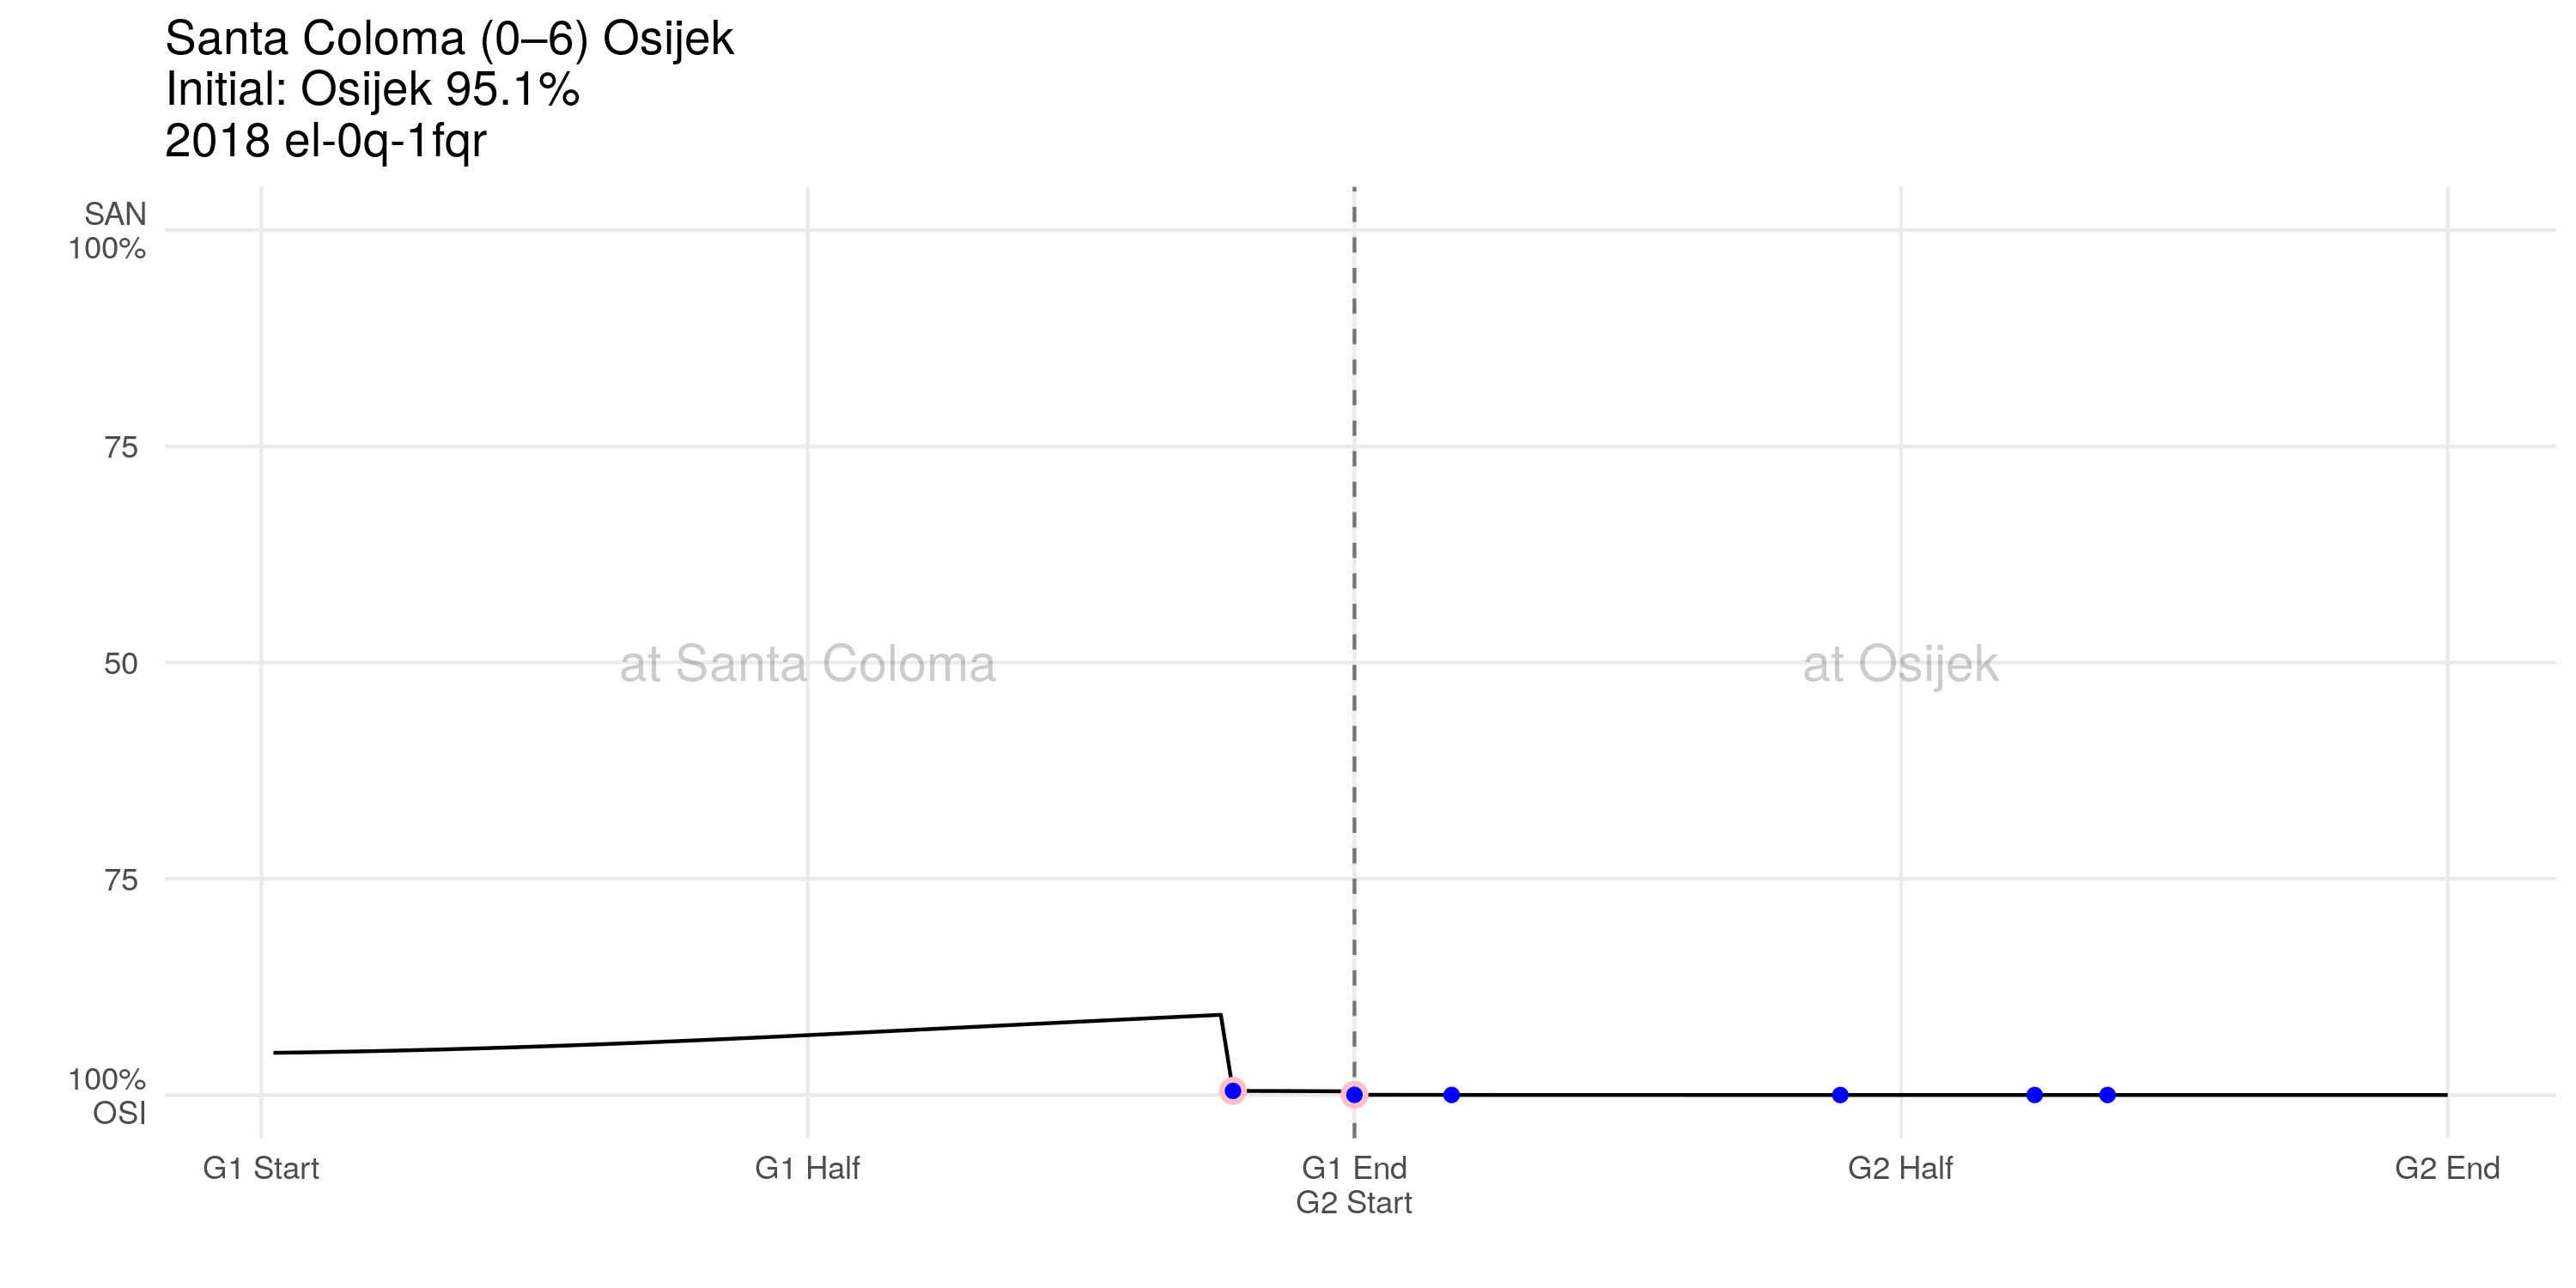 Santa Coloma (0–6) Osijek
Initial: Osijek 95.1%
2018 el-0q-1fqr
SAN
100%
75
50
at Santa Coloma
at Osijek
75
100%
OSI
G1 Start
G1 Half
G1 End
G2 Start
G2 Half
G2 End